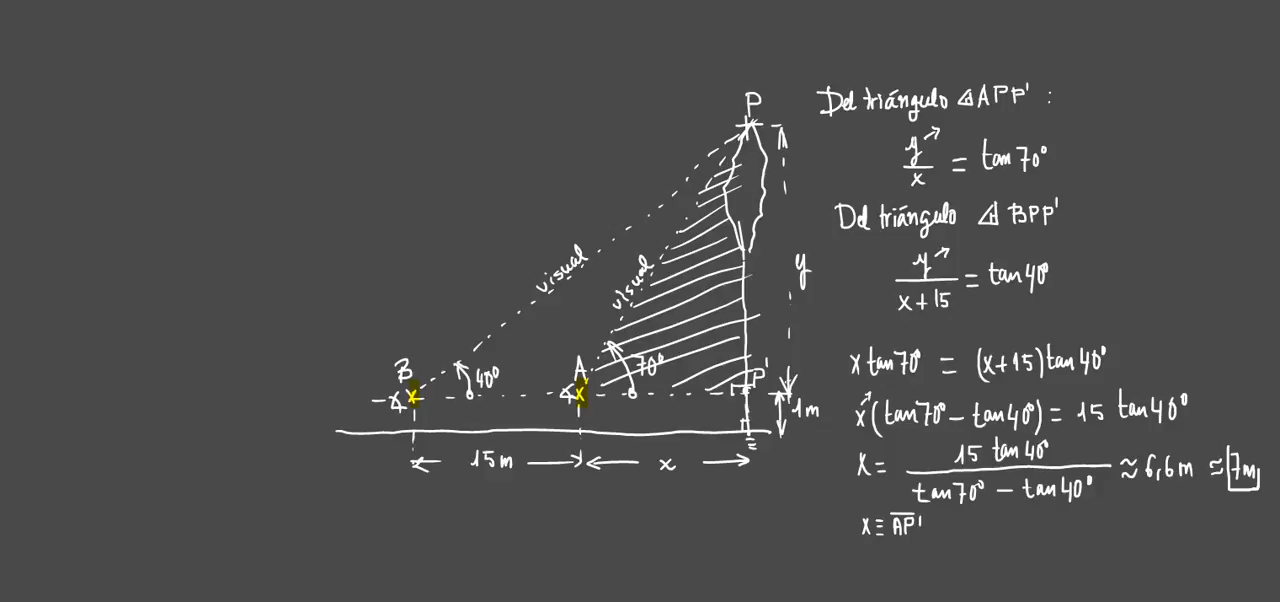 P
visual
visual
y
B
40°
A
70°
P'
1m
15m
x
Del triángulo ⊿APP' :
y/x = tan 70°
Del triángulo ⊿ BPP'
y/(x+15) = tan 40°
x tan 70° = (x+15) tan 40°
x (tan 70° - tan 40°) = 15 tan 40°
x = 15 tan 40° / (tan 70° - tan 40°) ≈ 6,6 m ≈ 7m
x ≡ AP'